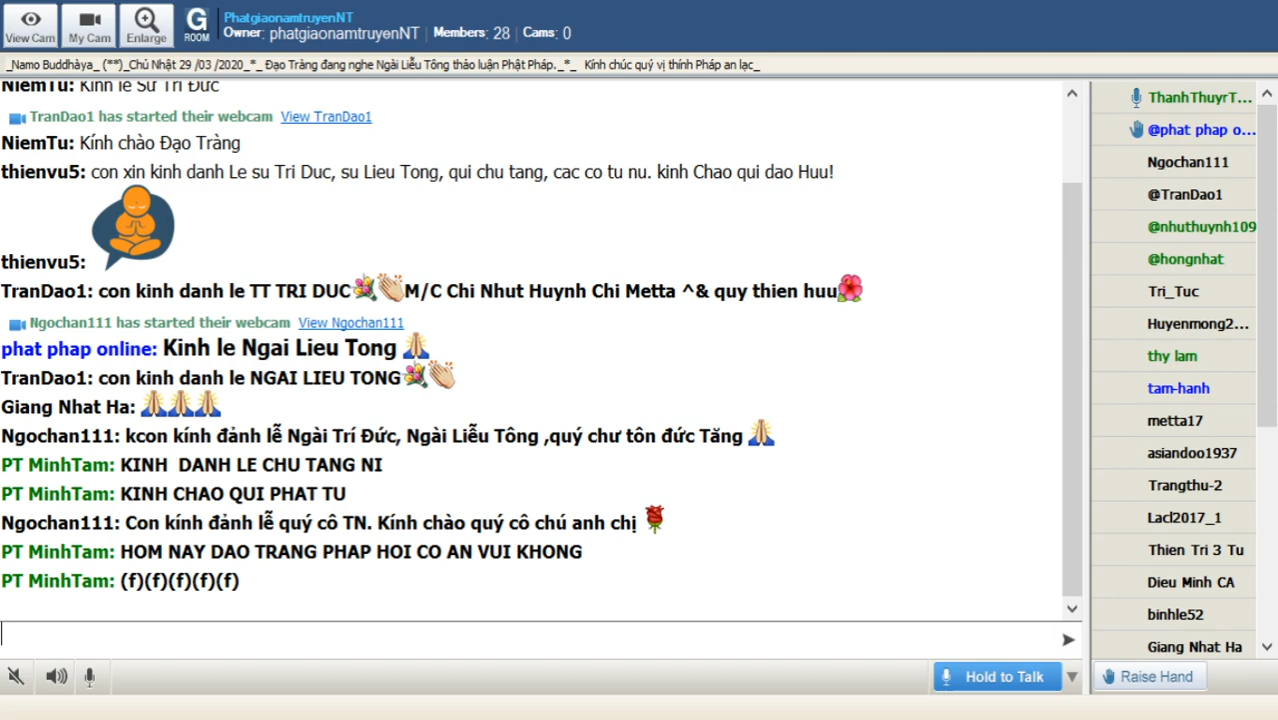 PhatgiaonamtruyenNT
Owner: phatgiaonamtruyenNT | Members: 28 | Cams: 0
View Cam
My Cam
Enlarge
G
ROOM
_Namo Buddhàya_ (**)_Chủ Nhật 29 /03 /2020_*_ Đạo Tràng đang nghe Ngài Liễu Tông thảo luận Phật Pháp._*_ Kính chúc quý vị thính Pháp an lạc_
NiemTu: Kính lễ Sư Trí Đức
TranDao1 has started their webcam View TranDao1
NiemTu: Kính chào Đạo Tràng
thienvu5: con xin kinh danh Le su Tri Duc, su Lieu Tong, qui chu tang, cac co tu nu. kinh Chao qui dao Huu!
thienvu5:
TranDao1: con kinh danh le TT TRI DUC M/C Chi Nhut Huynh Chi Metta ^& quy thien huu
Ngochan111 has started their webcam View Ngochan111
phat phap online: Kinh le Ngai Lieu Tong
TranDao1: con kinh danh le NGAI LIEU TONG
Giang Nhat Ha:
Ngochan111: kcon kính đảnh lễ Ngài Trí Đức, Ngài Liễu Tông ,quý chư tôn đức Tăng
PT MinhTam: KINH DANH LE CHU TANG NI
PT MinhTam: KINH CHAO QUI PHAT TU
Ngochan111: Con kính đảnh lễ quý cô TN. Kính chào quý cô chú anh chị
PT MinhTam: HOM NAY DAO TRANG PHAP HOI CO AN VUI KHONG
PT MinhTam: (f)(f)(f)(f)(f)
ThanhThuyrT...
@phat phap o...
Ngochan111
@TranDao1
@nhuthuynh109
@hongnhat
Tri_Tuc
Huyenmong2...
thy lam
tam-hanh
metta17
asiandoo1937
Trangthu-2
Lacl2017_1
Thien Tri 3 Tu
Dieu Minh CA
binhle52
Giang Nhat Ha
Hold to Talk
Raise Hand